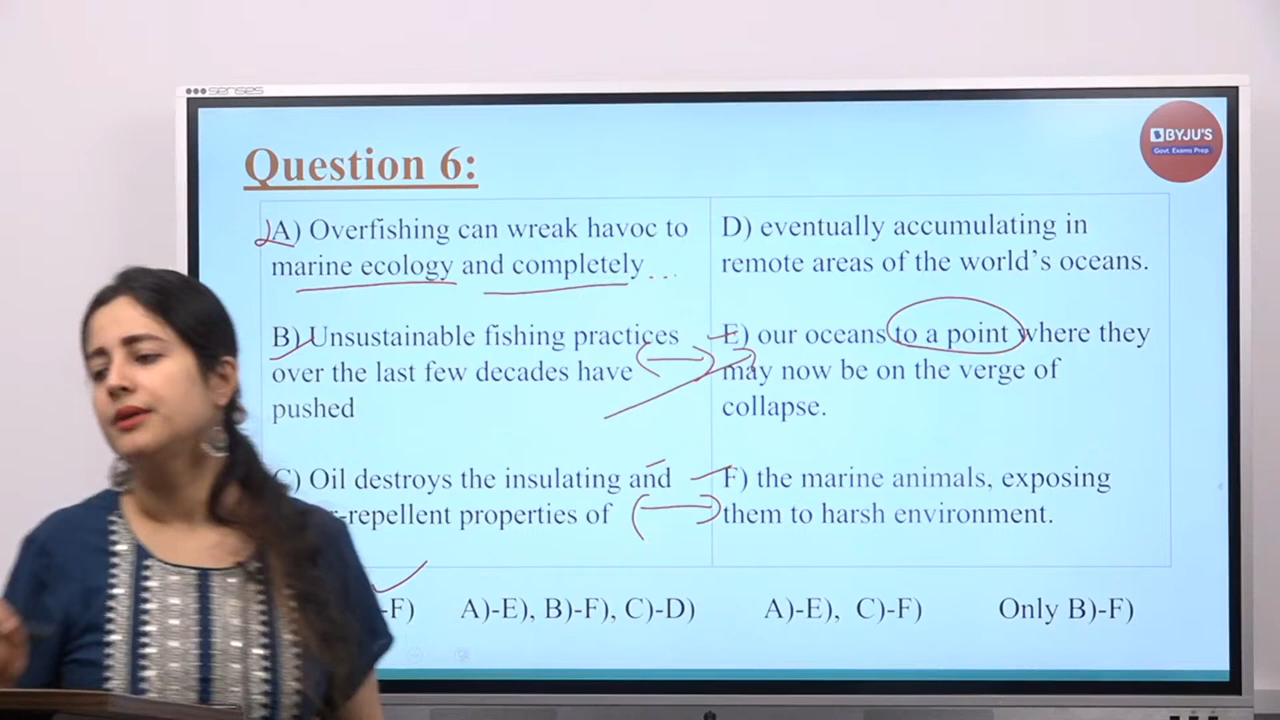 senses
BYJU'S
Govt. Exams Prep
Question 6:
A) Overfishing can wreak havoc to
marine ecology and completely ...
D) eventually accumulating in
remote areas of the world's oceans.
B) Unsustainable fishing practices
over the last few decades have
pushed
E) our oceans to a point where they
may now be on the verge of
collapse.
C) Oil destroys the insulating and
r-repellent properties of
F) the marine animals, exposing
them to harsh environment.
-F) A)-E), B)-F), C)-D) A)-E), C)-F) Only B)-F)